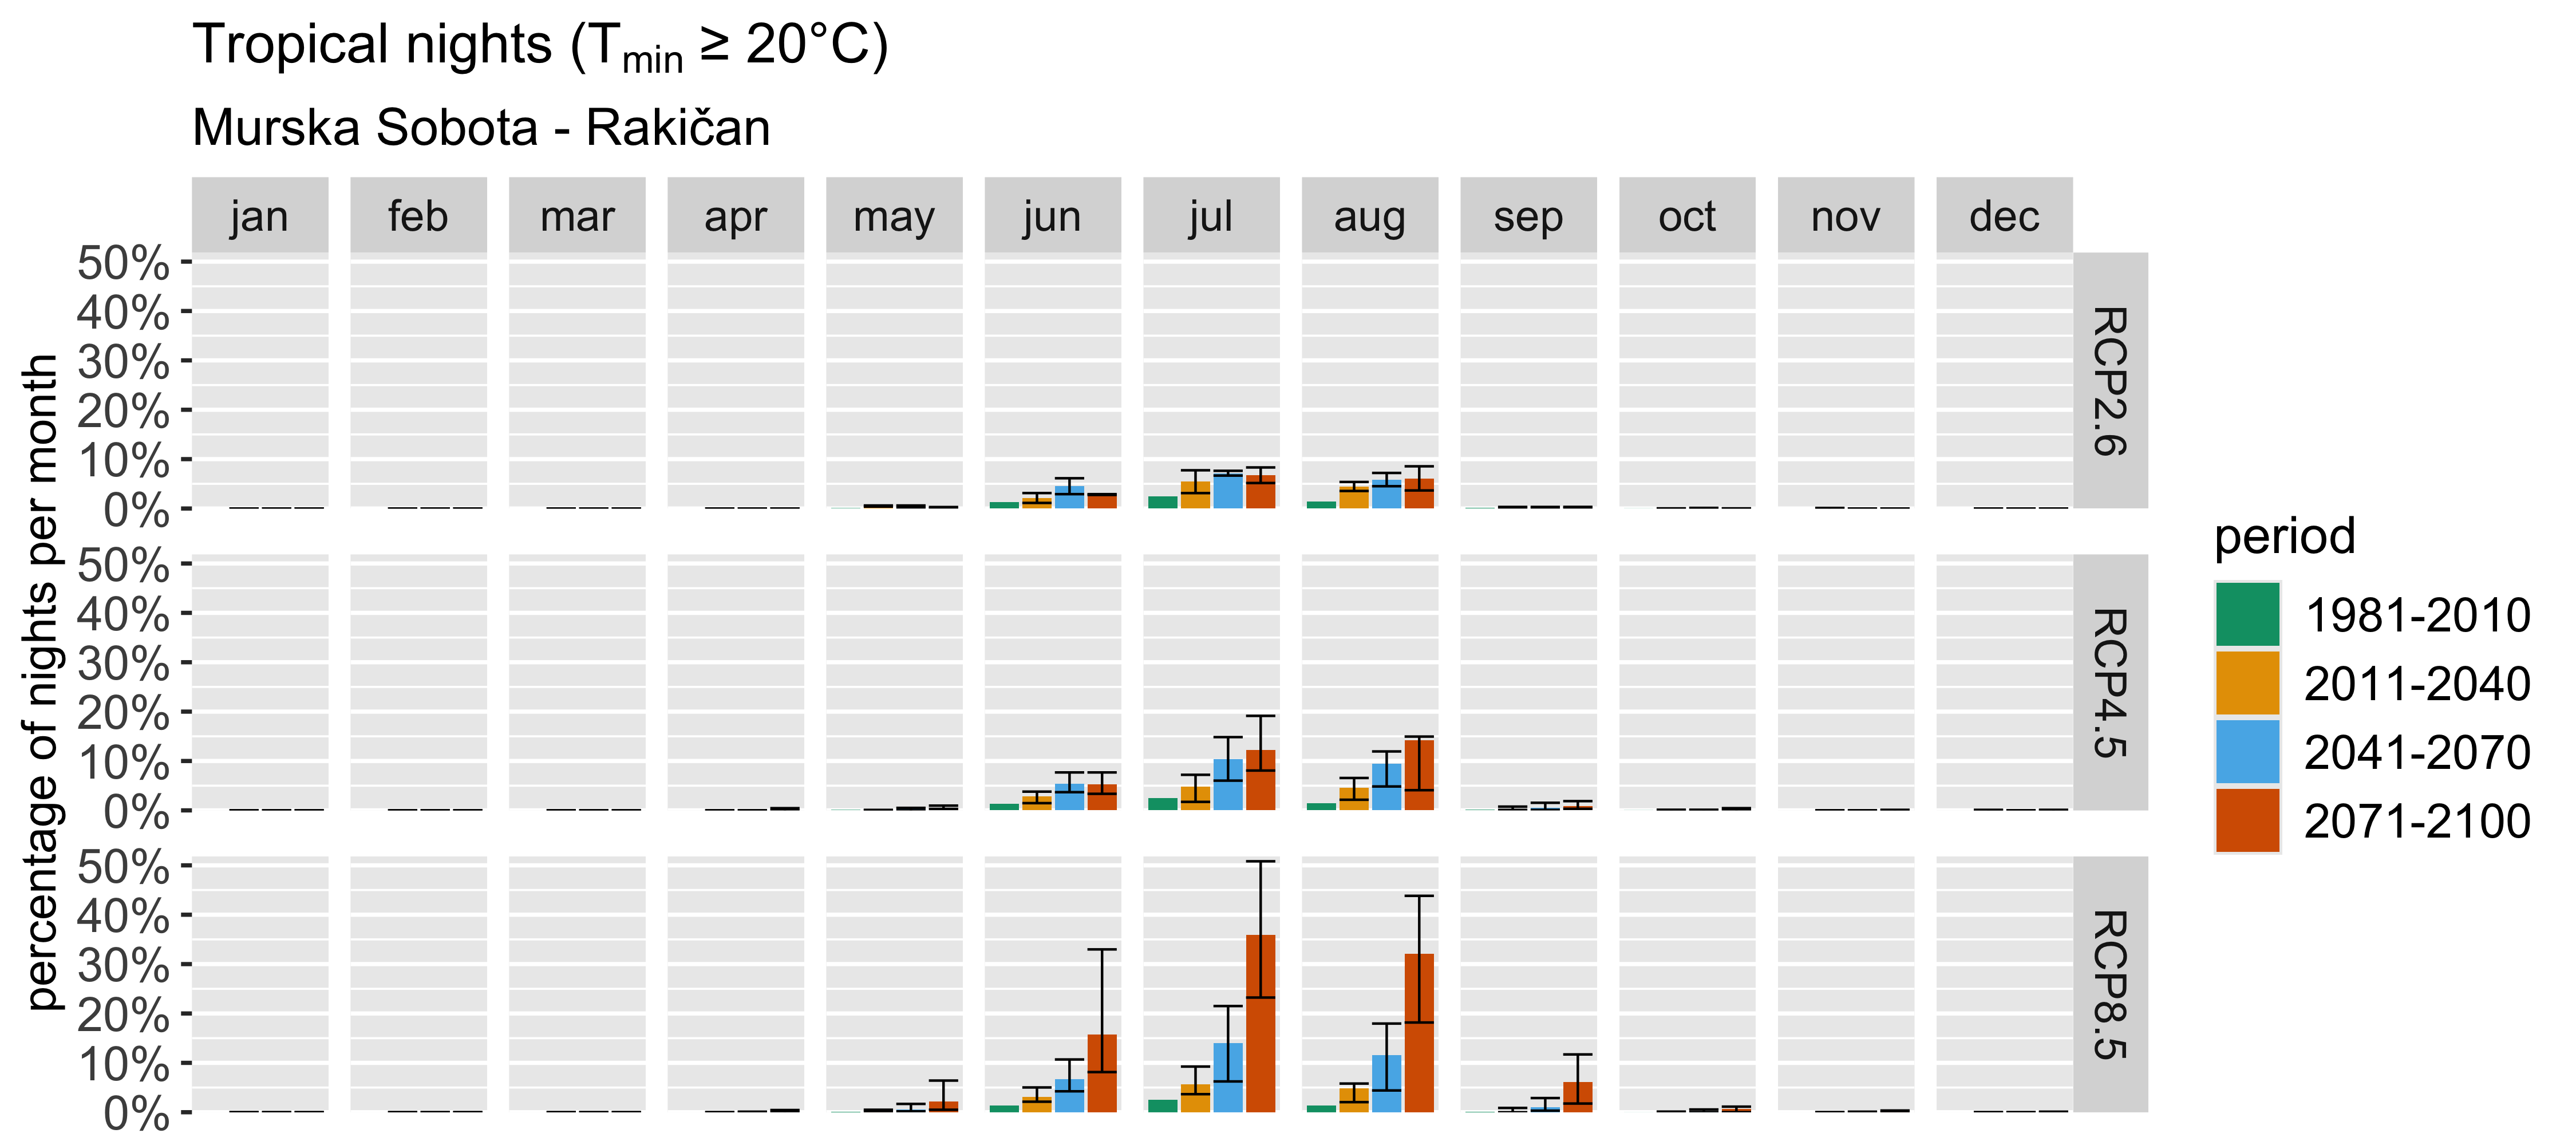 Tropical nights (Tmin ≥ 20°C)
Murska Sobota - Rakičan
jan feb mar apr may jun jul aug sep oct nov dec
percentage of nights per month
50%
40%
30%
20%
10%
0%
RCP2.6
50%
40%
30%
20%
10%
0%
RCP4.5
50%
40%
30%
20%
10%
0%
RCP8.5
period
1981-2010
2011-2040
2041-2070
2071-2100